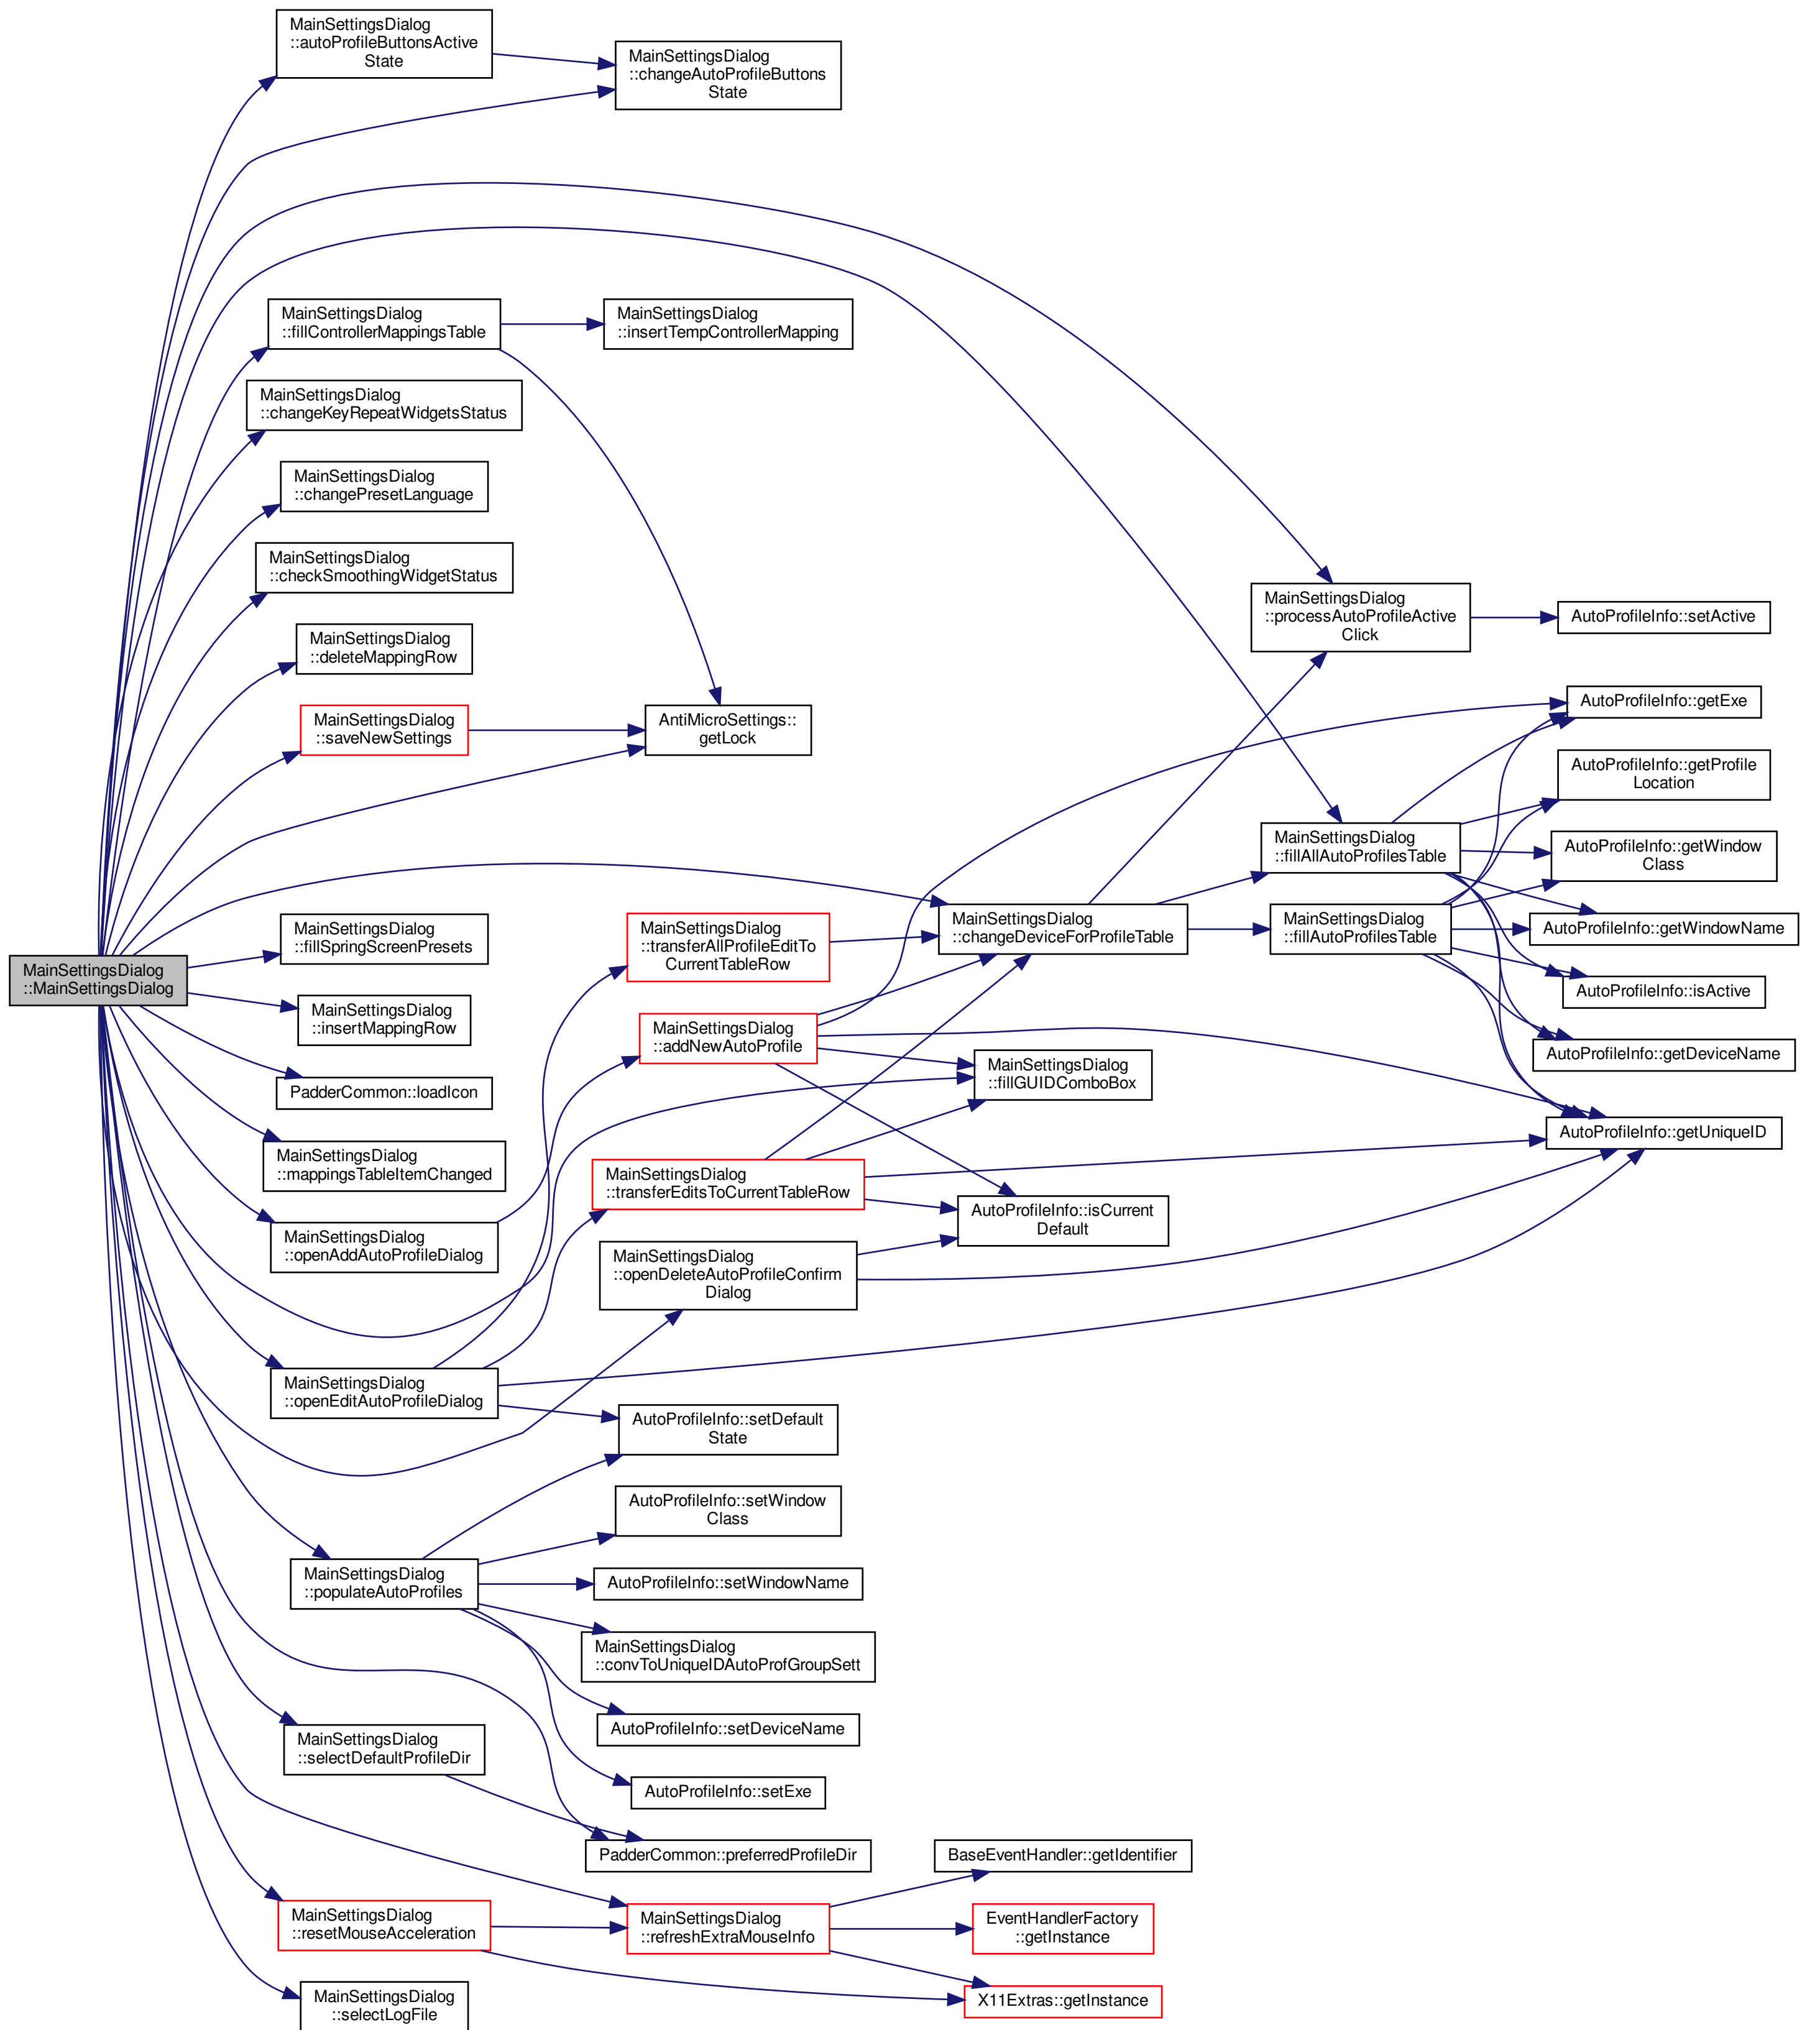 MainSettingsDialog
::autoProfileButtonsActive
State
MainSettingsDialog
::changeAutoProfileButtons
State
MainSettingsDialog
::fillControllerMappingsTable
MainSettingsDialog
::insertTempControllerMapping
MainSettingsDialog
::changeKeyRepeatWidgetsStatus
MainSettingsDialog
::changePresetLanguage
MainSettingsDialog
::checkSmoothingWidgetStatus
MainSettingsDialog
::processAutoProfileActive
Click
AutoProfileInfo::setActive
MainSettingsDialog
::deleteMappingRow
AutoProfileInfo::getExe
MainSettingsDialog
::saveNewSettings
AntiMicroSettings::
getLock
AutoProfileInfo::getProfile
Location
MainSettingsDialog
::fillAllAutoProfilesTable
AutoProfileInfo::getWindow
Class
MainSettingsDialog
::fillSpringScreenPresets
MainSettingsDialog
::transferAllProfileEditTo
CurrentTableRow
MainSettingsDialog
::changeDeviceForProfileTable
MainSettingsDialog
::fillAutoProfilesTable
AutoProfileInfo::getWindowName
MainSettingsDialog
::MainSettingsDialog
AutoProfileInfo::isActive
MainSettingsDialog
::insertMappingRow
MainSettingsDialog
::addNewAutoProfile
AutoProfileInfo::getDeviceName
MainSettingsDialog
::fillGUIDComboBox
PadderCommon::loadIcon
AutoProfileInfo::getUniqueID
MainSettingsDialog
::mappingsTableItemChanged
MainSettingsDialog
::transferEditsToCurrentTableRow
AutoProfileInfo::isCurrent
Default
MainSettingsDialog
::openAddAutoProfileDialog
MainSettingsDialog
::openDeleteAutoProfileConfirm
Dialog
MainSettingsDialog
::openEditAutoProfileDialog
AutoProfileInfo::setDefault
State
AutoProfileInfo::setWindow
Class
MainSettingsDialog
::populateAutoProfiles
AutoProfileInfo::setWindowName
MainSettingsDialog
::convToUniqueIDAutoProfGroupSett
AutoProfileInfo::setDeviceName
MainSettingsDialog
::selectDefaultProfileDir
AutoProfileInfo::setExe
PadderCommon::preferredProfileDir
BaseEventHandler::getIdentifier
MainSettingsDialog
::resetMouseAcceleration
MainSettingsDialog
::refreshExtraMouseInfo
EventHandlerFactory
::getInstance
X11Extras::getInstance
MainSettingsDialog
::selectLogFile